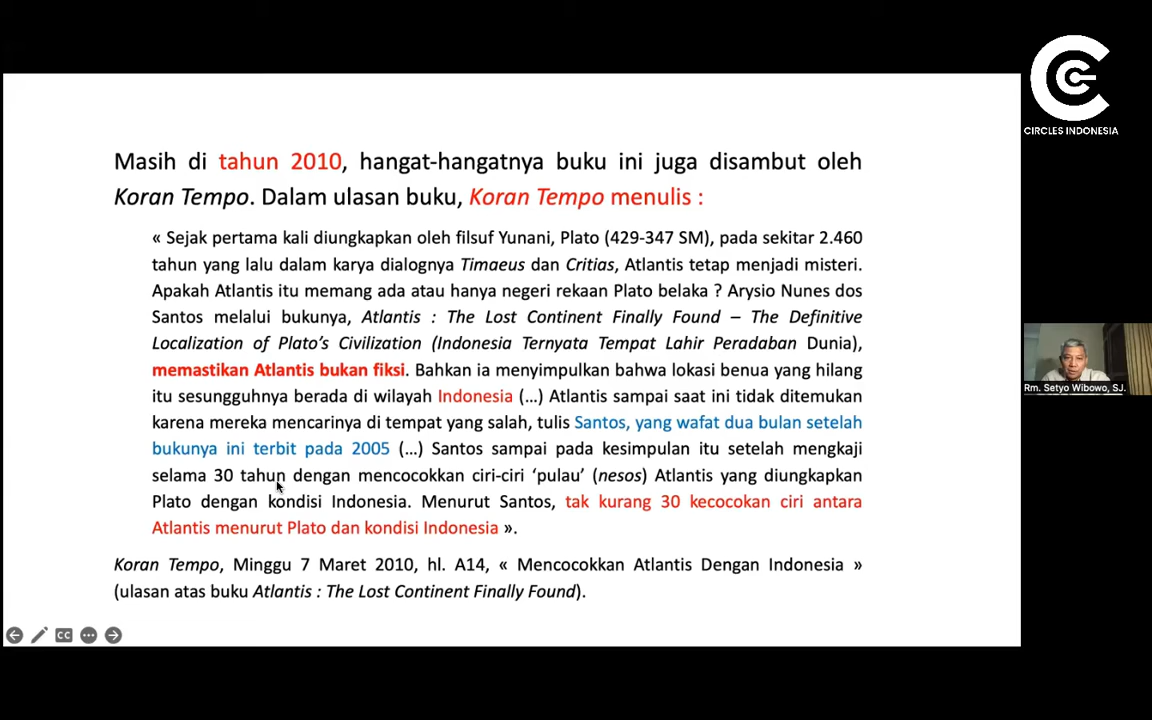 Masih di tahun 2010, hangat-hangatnya buku ini juga disambut oleh
Koran Tempo. Dalam ulasan buku, Koran Tempo menulis :
« Sejak pertama kali diungkapkan oleh filsuf Yunani, Plato (429-347 SM), pada sekitar 2.460
tahun yang lalu dalam karya dialognya Timaeus dan Critias, Atlantis tetap menjadi misteri.
Apakah Atlantis itu memang ada atau hanya negeri rekaan Plato belaka ? Arysio Nunes dos
Santos melalui bukunya, Atlantis : The Lost Continent Finally Found – The Definitive
Localization of Plato’s Civilization (Indonesia Ternyata Tempat Lahir Peradaban Dunia),
memastikan Atlantis bukan fiksi. Bahkan ia menyimpulkan bahwa lokasi benua yang hilang
itu sesungguhnya berada di wilayah Indonesia (…) Atlantis sampai saat ini tidak ditemukan
karena mereka mencarinya di tempat yang salah, tulis Santos, yang wafat dua bulan setelah
bukunya ini terbit pada 2005 (…) Santos sampai pada kesimpulan itu setelah mengkaji
selama 30 tahun dengan mencocokkan ciri-ciri ‘pulau’ (nesos) Atlantis yang diungkapkan
Plato dengan kondisi Indonesia. Menurut Santos, tak kurang 30 kecocokan ciri antara
Atlantis menurut Plato dan kondisi Indonesia ».
Koran Tempo, Minggu 7 Maret 2010, hl. A14, « Mencocokkan Atlantis Dengan Indonesia »
(ulasan atas buku Atlantis : The Lost Continent Finally Found).
CC
CIRCLES INDONESIA
Rm. Setyo Wibowo, SJ.